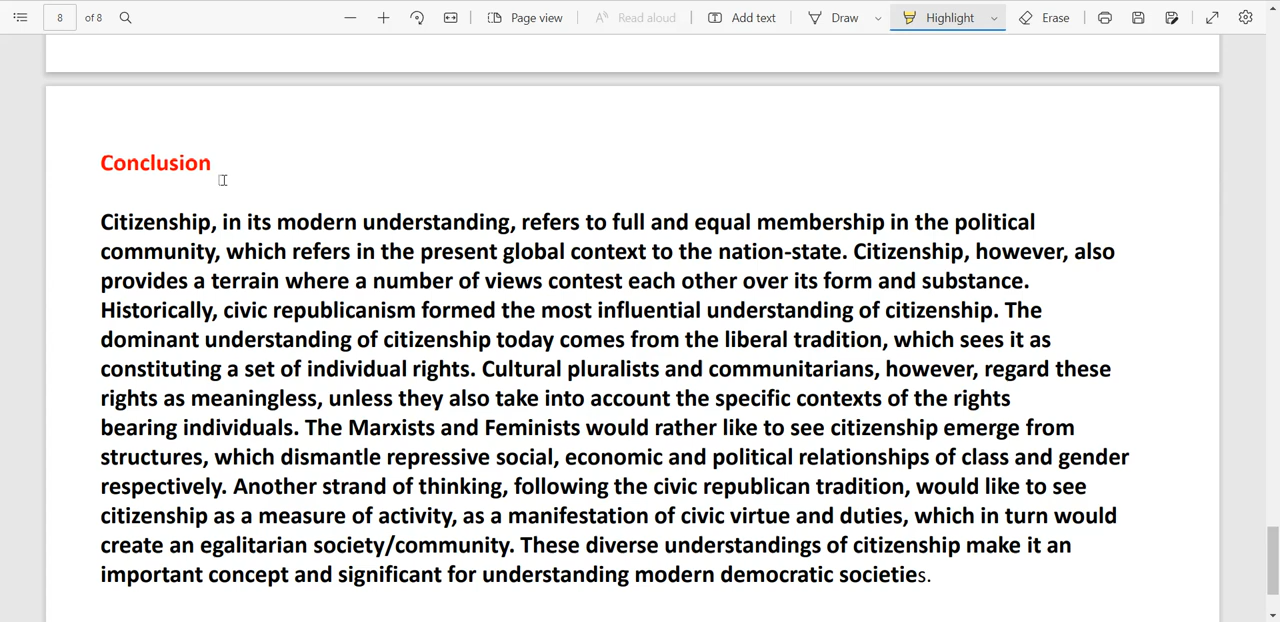 8 of 8 Page view Read aloud Add text Draw Highlight Erase
Conclusion
Citizenship, in its modern understanding, refers to full and equal membership in the political
community, which refers in the present global context to the nation-state. Citizenship, however, also
provides a terrain where a number of views contest each other over its form and substance.
Historically, civic republicanism formed the most influential understanding of citizenship. The
dominant understanding of citizenship today comes from the liberal tradition, which sees it as
constituting a set of individual rights. Cultural pluralists and communitarians, however, regard these
rights as meaningless, unless they also take into account the specific contexts of the rights
bearing individuals. The Marxists and Feminists would rather like to see citizenship emerge from
structures, which dismantle repressive social, economic and political relationships of class and gender
respectively. Another strand of thinking, following the civic republican tradition, would like to see
citizenship as a measure of activity, as a manifestation of civic virtue and duties, which in turn would
create an egalitarian society/community. These diverse understandings of citizenship make it an
important concept and significant for understanding modern democratic societies.